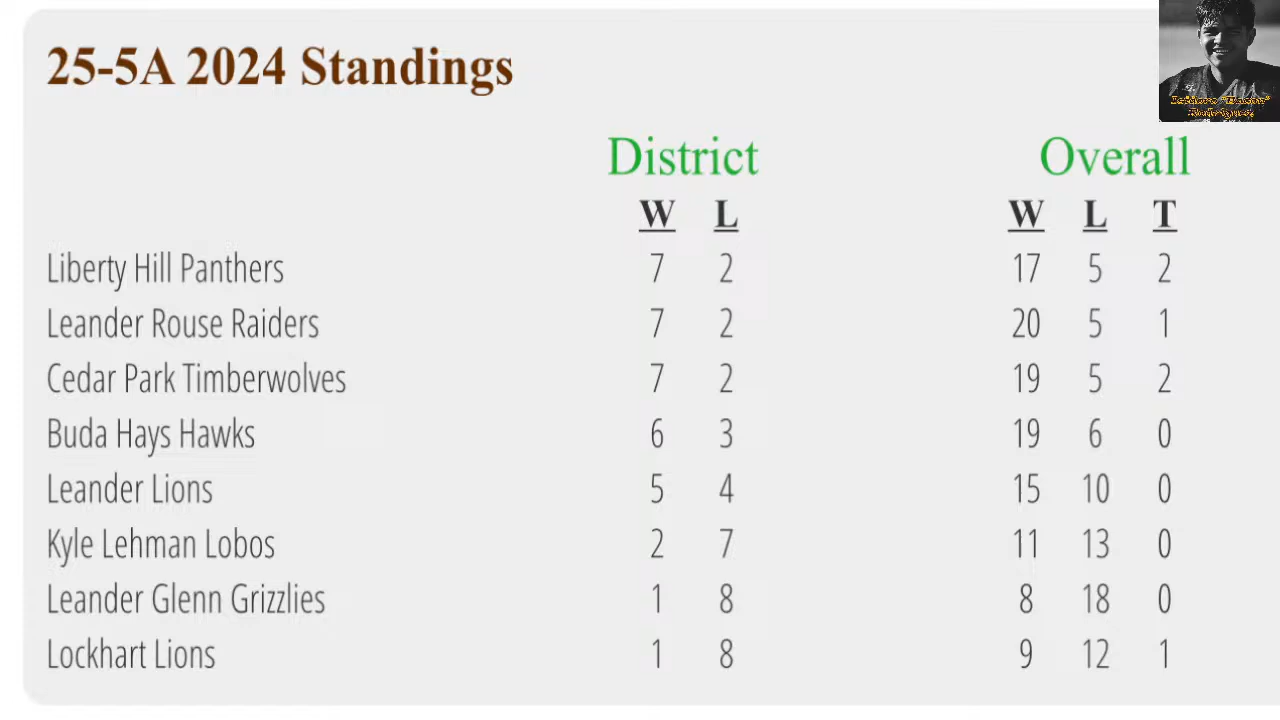 25-5A 2024 Standings
District Overall
W L W L T
Liberty Hill Panthers 7 2 17 5 2
Leander Rouse Raiders 7 2 20 5 1
Cedar Park Timberwolves 7 2 19 5 2
Buda Hays Hawks 6 3 19 6 0
Leander Lions 5 4 15 10 0
Kyle Lehman Lobos 2 7 11 13 0
Leander Glenn Grizzlies 1 8 8 18 0
Lockhart Lions 1 8 9 12 1